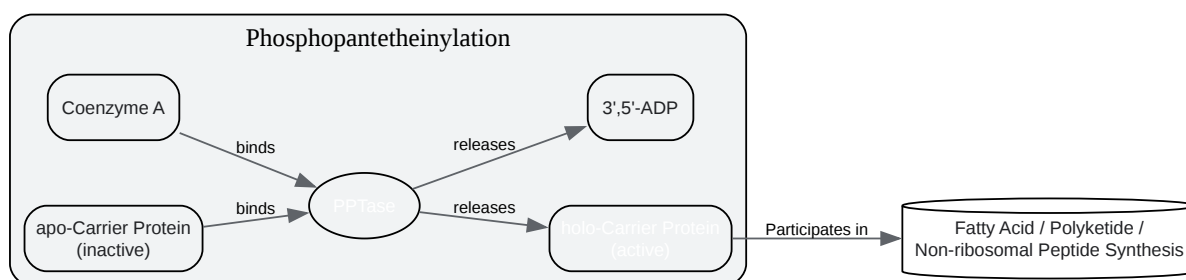 Phosphopantetheinylation
Coenzyme A
3',5'-ADP
binds
releases
PPTase
apo-Carrier Protein
(inactive)
binds
releases
holo-Carrier Protein
(active)
Participates in
Fatty Acid / Polyketide /
Non-ribosomal Peptide Synthesis